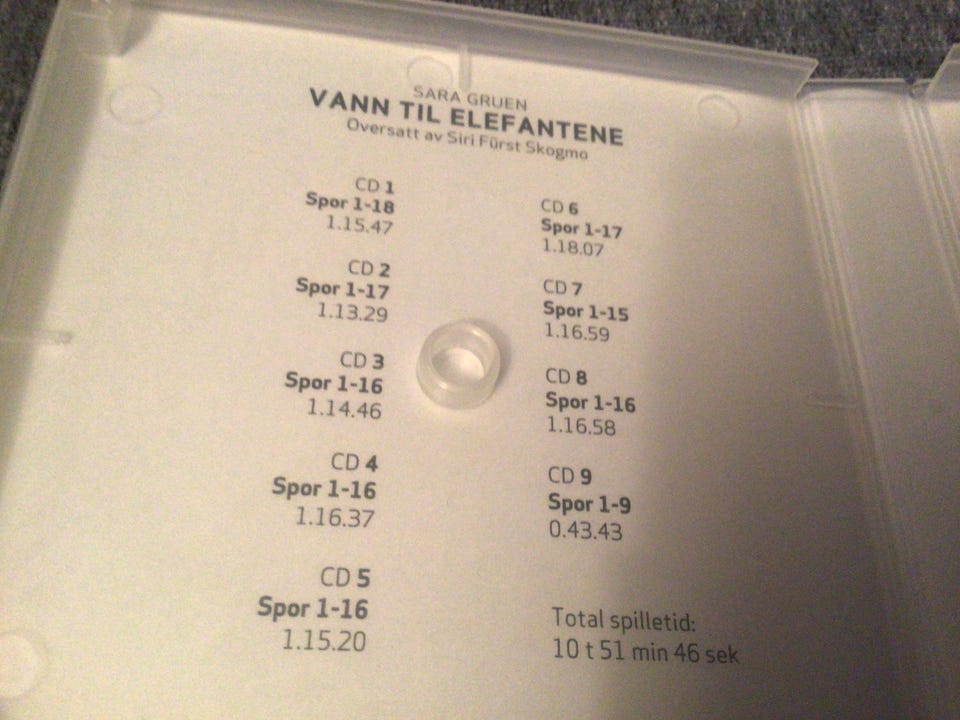 SARA GRUEN
VANN TIL ELEFANTENE
Oversatt av Siri Fürst Skogmo
CD 1
Spor 1-18
1.15.47
CD 2
Spor 1-17
1.13.29
CD 3
Spor 1-16
1.14.46
CD 4
Spor 1-16
1.16.37
CD 5
Spor 1-16
1.15.20
CD 6
Spor 1-17
1.18.07
CD 7
Spor 1-15
1.16.59
CD 8
Spor 1-16
1.16.58
CD 9
Spor 1-9
0.43.43
Total spilletid:
10 t 51 min 46 sek